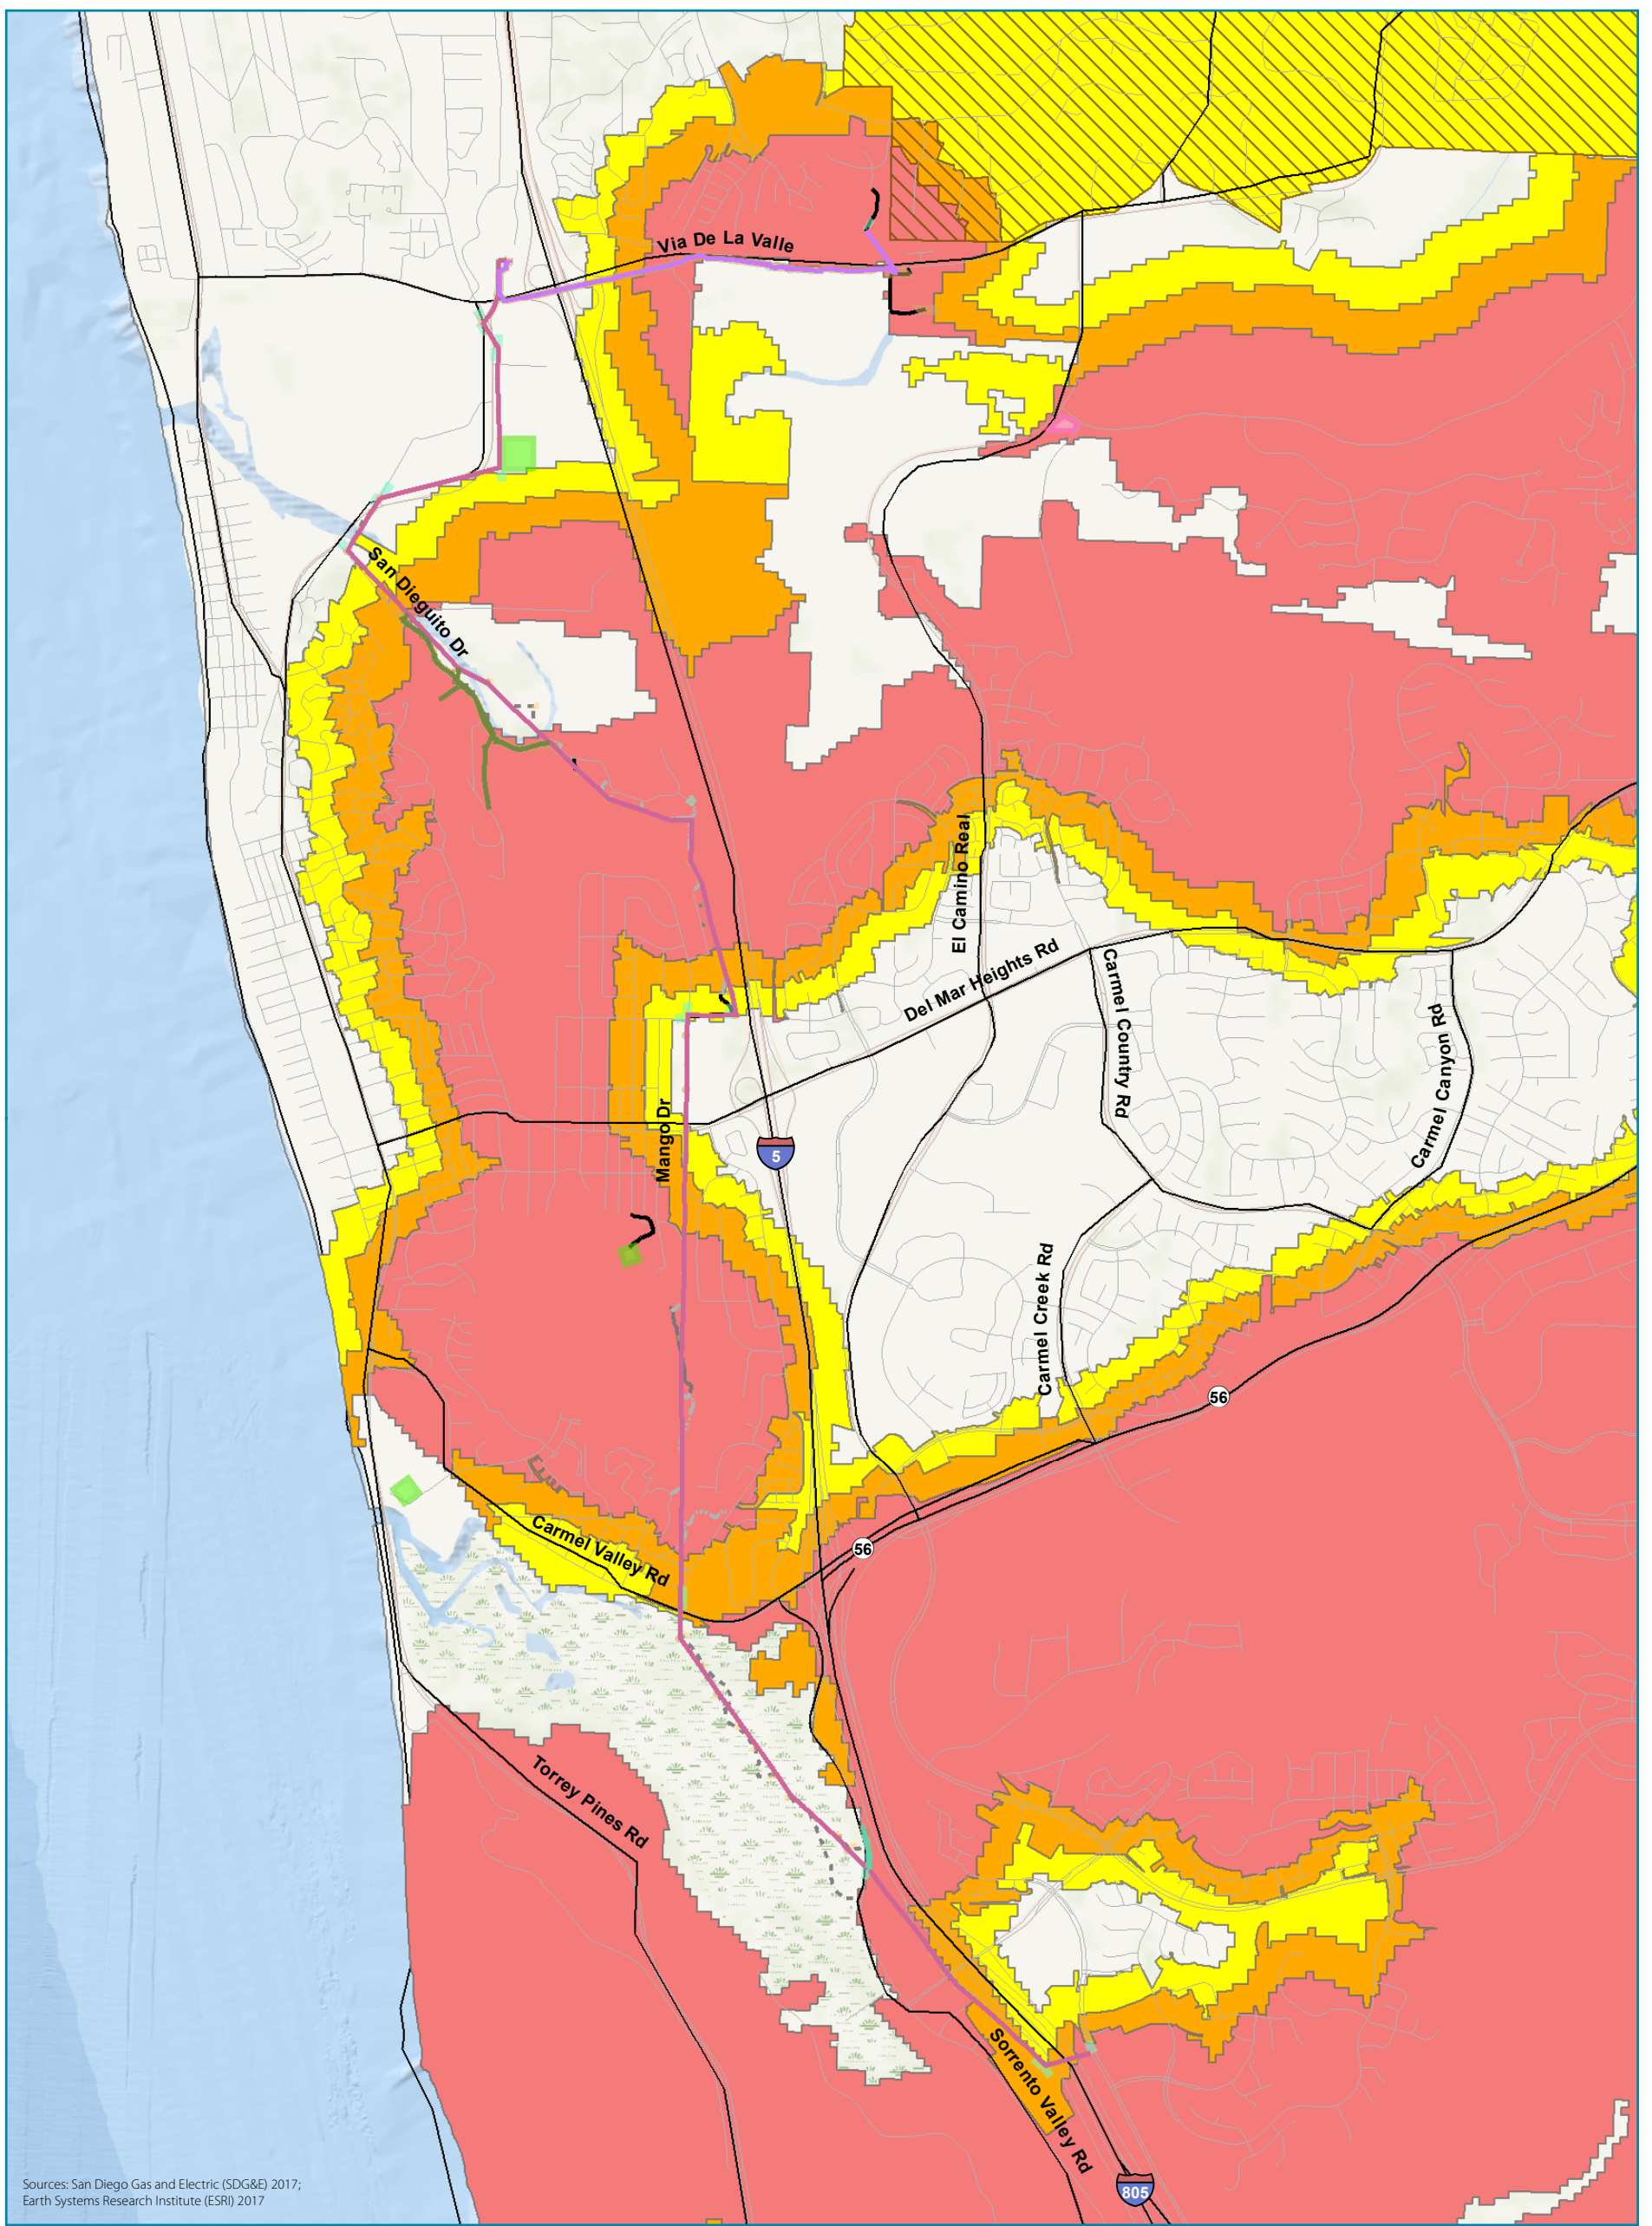 Via De La Valle
San Dieguito Dr
El Camino Real
Del Mar Heights Rd
Carmel Country Rd
Carmel Canyon Rd
Mango Dr
5
Carmel Creek Rd
56
Carmel Valley Rd
56
Torrey Pines Rd
Sorrento Valley Rd
805
Sources: San Diego Gas and Electric (SDG&E) 2017;
Earth Systems Research Institute (ESRI) 2017